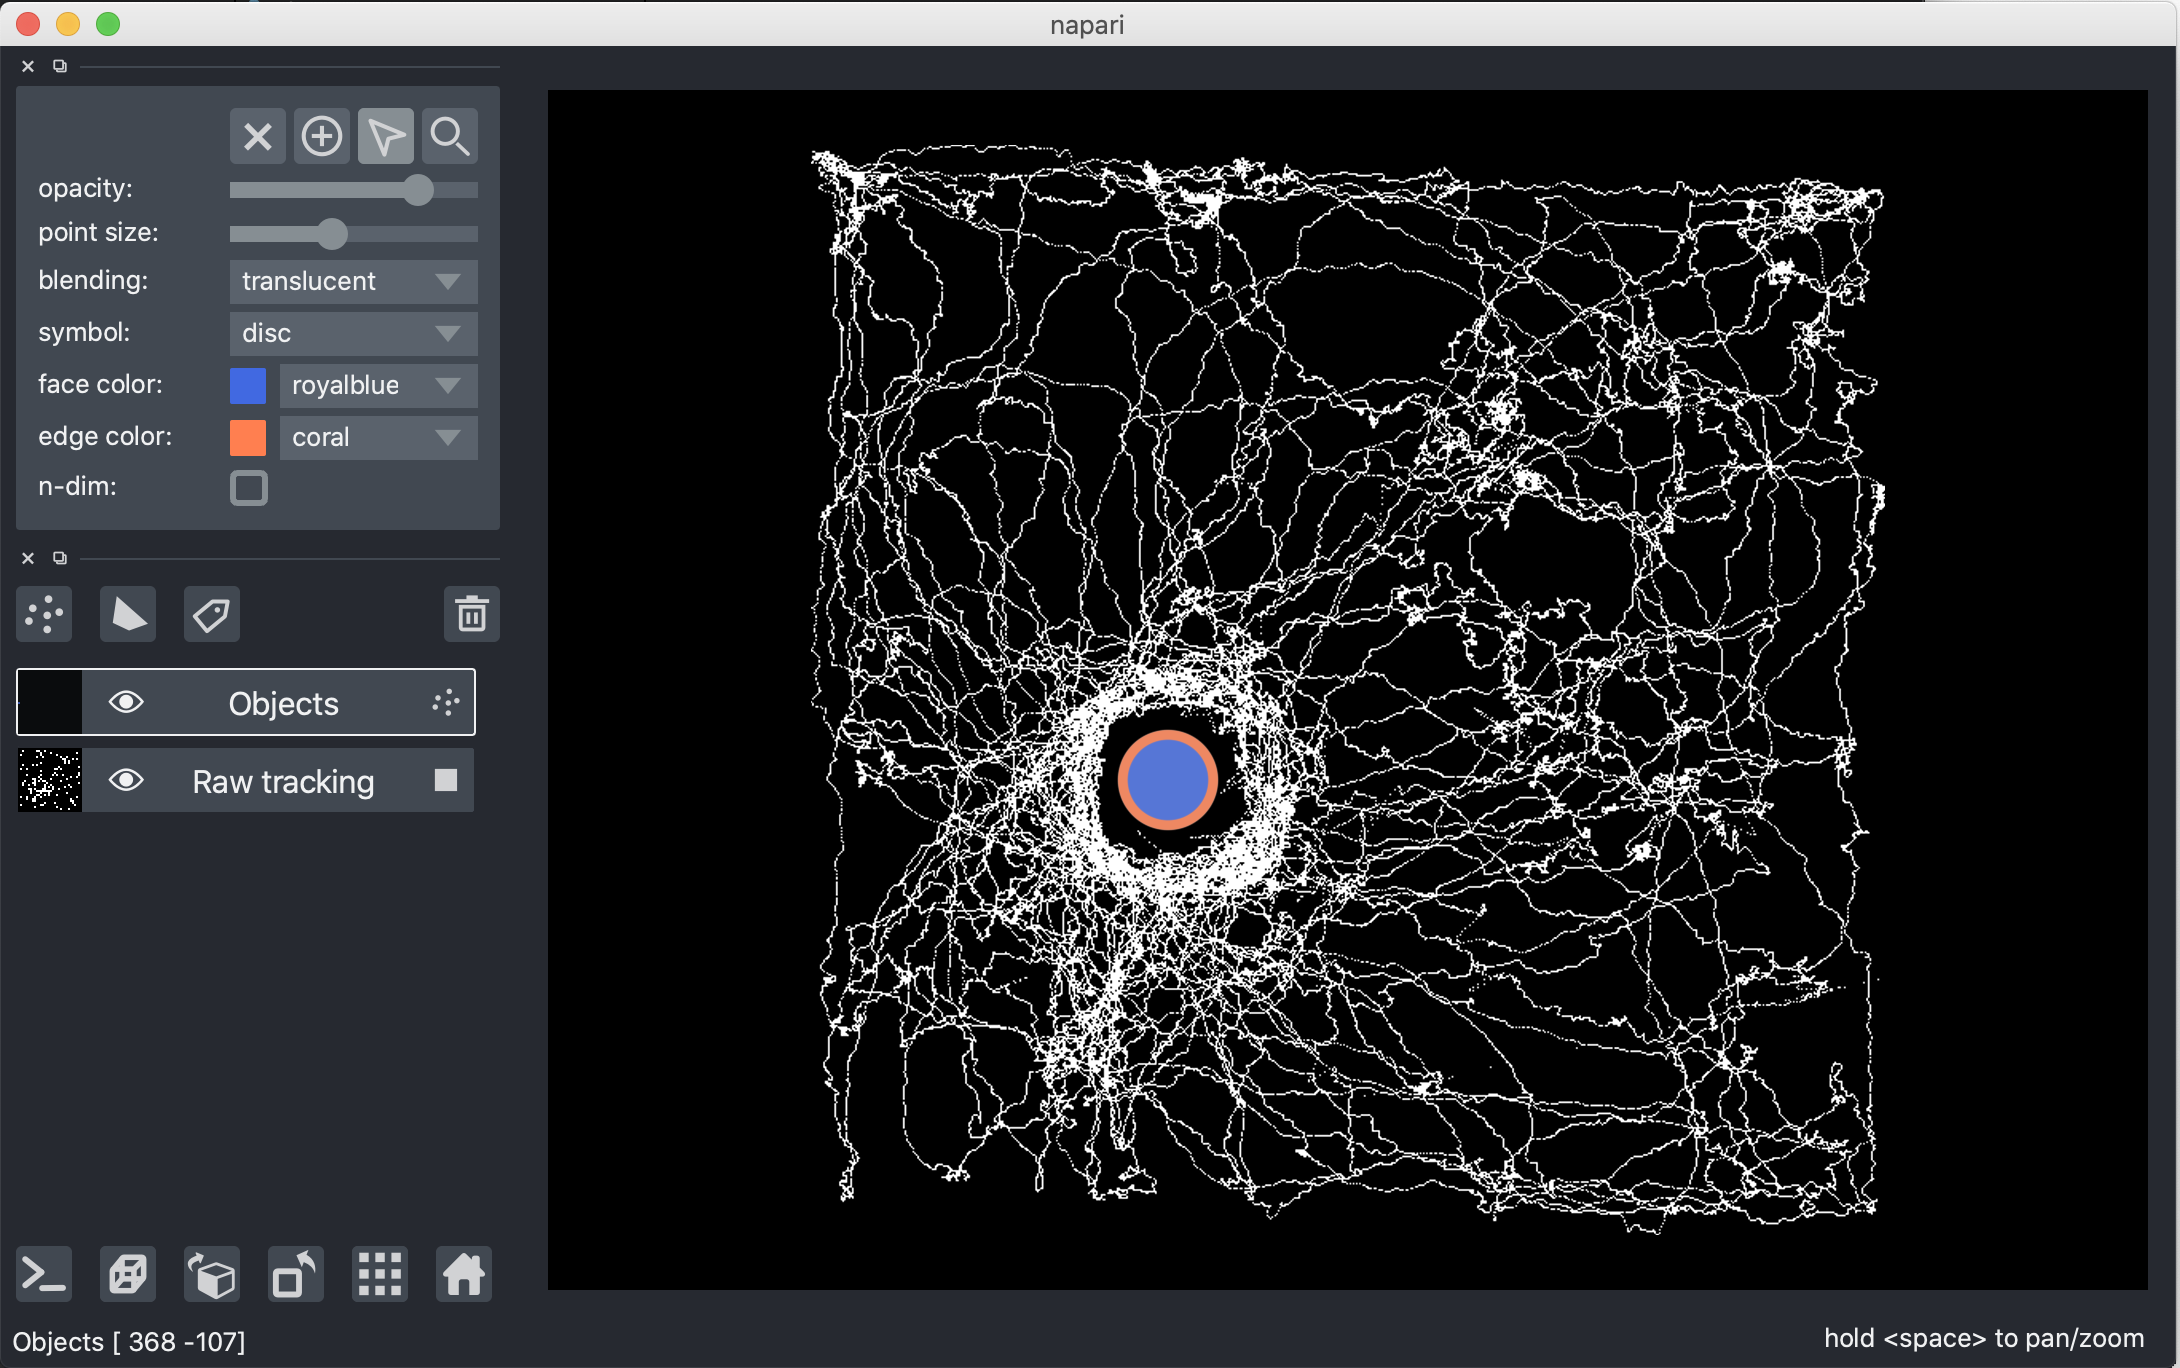 napari
opacity:
point size:
blending: translucent
symbol: disc
face color: royalblue
edge color: coral
n-dim:
Objects
Raw tracking
Objects [ 368 -107]
hold <space> to pan/zoom